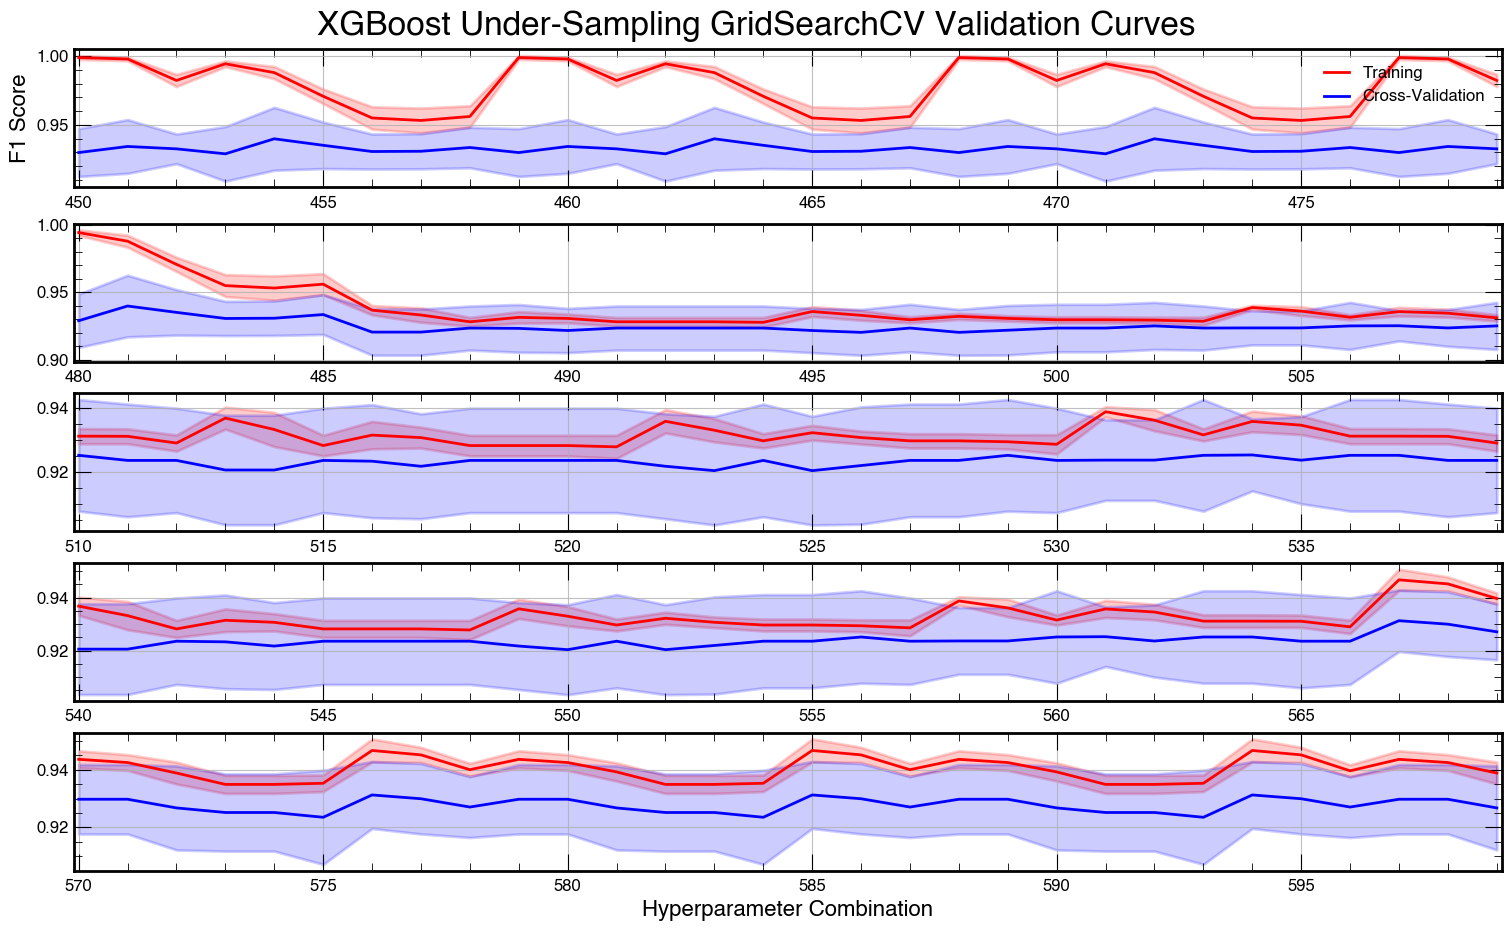 XGBoost Under-Sampling GridSearchCV Validation Curves
F1 Score
1.00
0.95
Training
Cross-Validation
450 455 460 465 470 475
1.00
0.95
0.90
480 485 490 495 500 505
0.94
0.92
510 515 520 525 530 535
0.94
0.92
540 545 550 555 560 565
0.94
0.92
570 575 580 585 590 595
Hyperparameter Combination